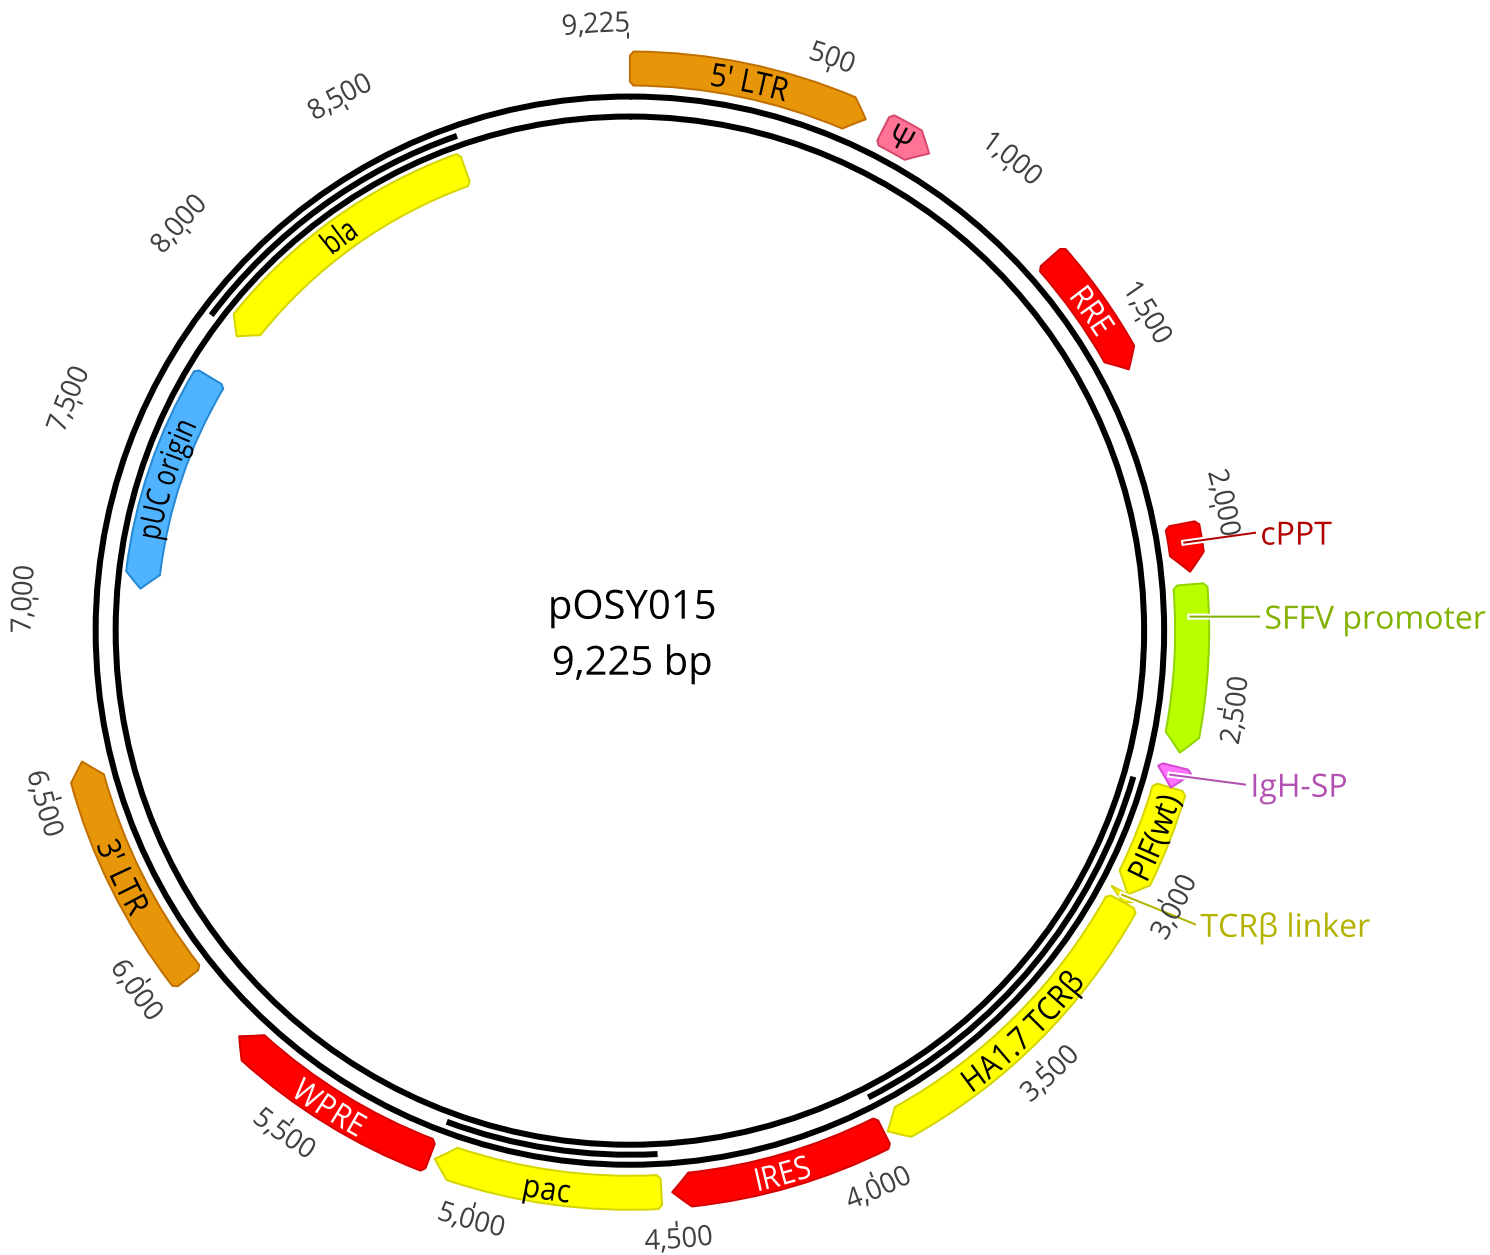 9,225
500
5' LTR
Ψ
1,000
RRE
1,500
2,000
cPPT
SFFV promoter
2,500
IgH-SP
PIF(wt)
3,000
TCRβ linker
HA1.7 TCRβ
3,500
IRES
4,000
4,500
pac
5,000
WPRE
5,500
6,000
3' LTR
6,500
7,000
pUC origin
7,500
bla
8,000
8,500
pOSY015
9,225 bp